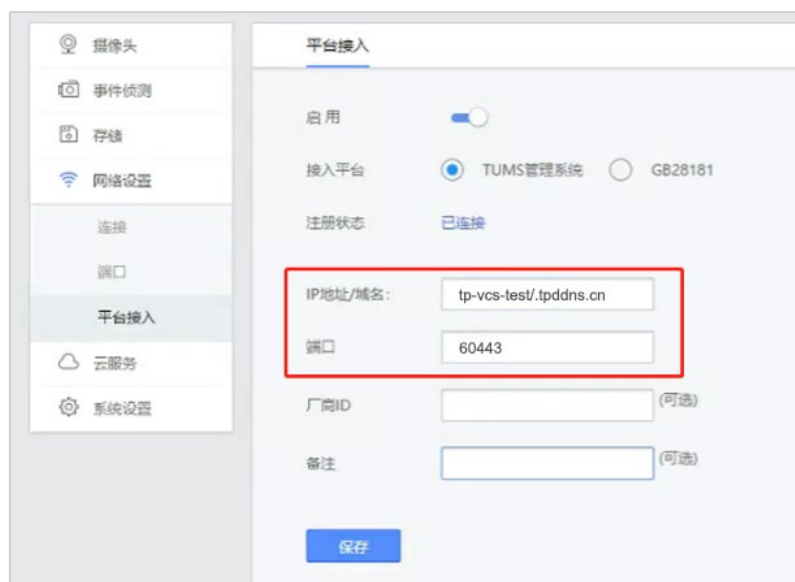 摄像头
事件侦测
存储
网络设置
连接
端口
平台接入
云服务
系统设置
平台接入
启用
接入平台 TUMS管理系统 GB28181
注册状态 已连接
IP地址/域名: tp-vcs-test/.tpddns.cn
端口 60443
厂商ID (可选)
备注 (可选)
保存